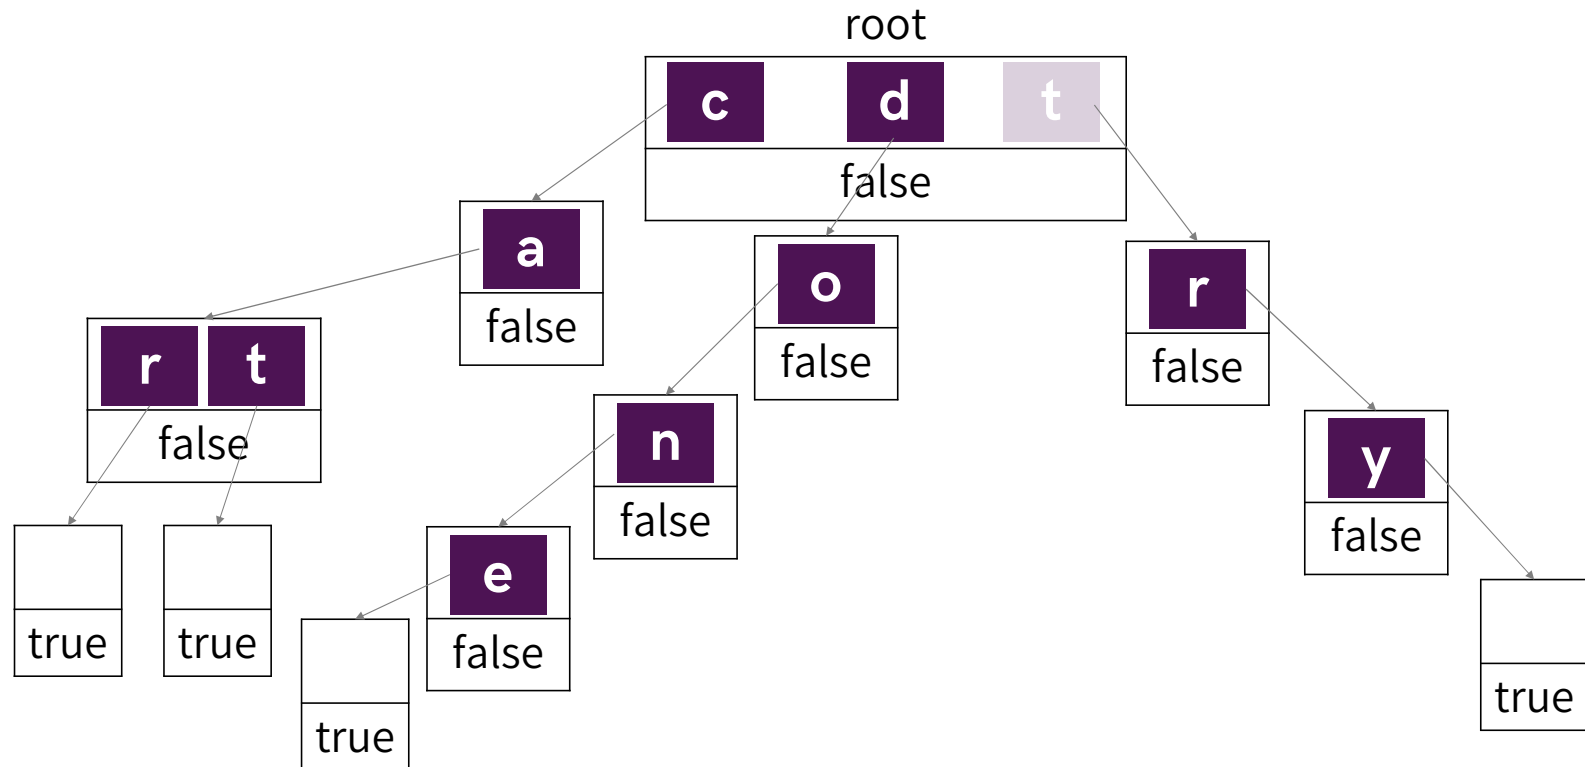 root
c d t
false
a
false
o
false
r
false
r t
false
n
false
y
false
e
false
true
true
true
true